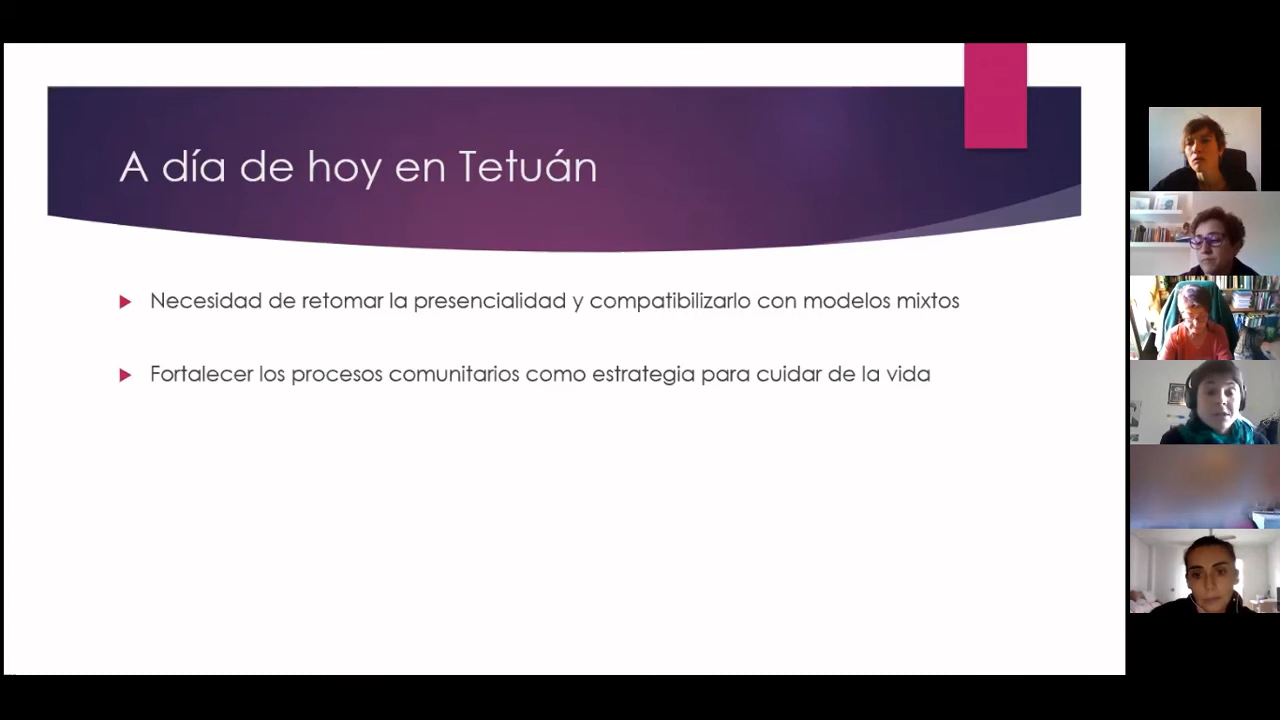 A día de hoy en Tetuán
Necesidad de retomar la presencialidad y compatibilizarlo con modelos mixtos
Fortalecer los procesos comunitarios como estrategia para cuidar de la vida